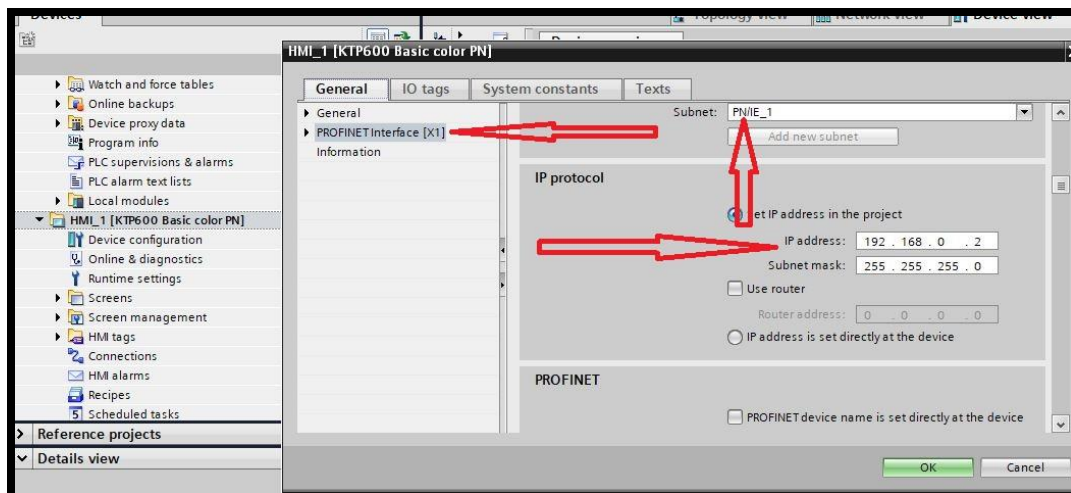 Devices
Topology view
Network view
Device view
HMI_1 [KTP600 Basic color PN]
General
IO tags
System constants
Texts
Watch and force tables
Online backups
Device proxy data
Program info
PLC supervisions & alarms
PLC alarm text lists
Local modules
HMI_1 [KTP600 Basic color PN]
Device configuration
Online & diagnostics
Runtime settings
Screens
Screen management
HMI tags
Connections
HMI alarms
Recipes
Scheduled tasks
Reference projects
Details view
General
PROFINET Interface [X1]
Information
Subnet: PN/IE_1
Add new subnet
IP protocol
Set IP address in the project
IP address: 192 . 168 . 0 . 2
Subnet mask: 255 . 255 . 255 . 0
Use router
Router address: 0 . 0 . 0 . 0
IP address is set directly at the device
PROFINET
PROFINET device name is set directly at the device
OK
Cancel